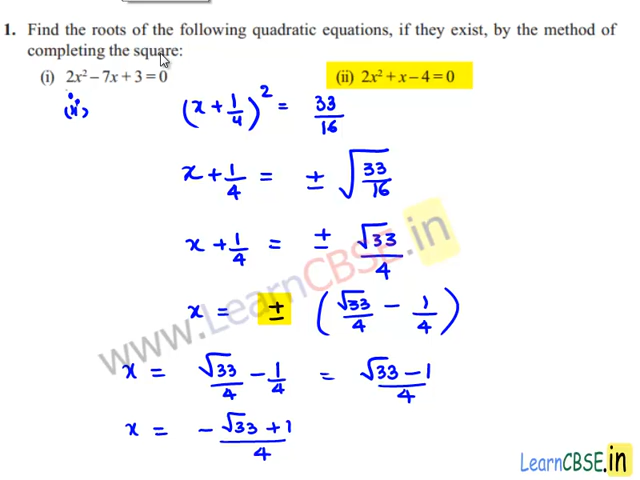 1. Find the roots of the following quadratic equations, if they exist, by the method of
completing the square:
(i) 2x² – 7x + 3 = 0 (ii) 2x² + x – 4 = 0
(ii) (x + 1/4)² = 33/16
x + 1/4 = ± √(33/16)
x + 1/4 = ± √33/4
x = ± (√33/4 - 1/4)
x = √33/4 - 1/4 = √33 - 1/4
x = -√33 + 1/4
www.LearnCBSE.in
LearnCBSE.in